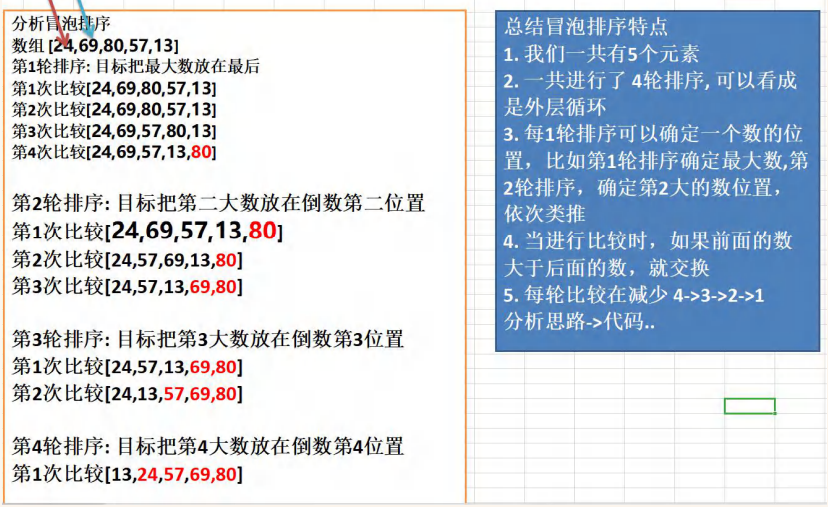 分析冒泡排序
数组 [24,69,80,57,13]
第1轮排序: 目标把最大数放在最后
第1次比较[24,69,80,57,13]
第2次比较[24,69,80,57,13]
第3次比较[24,69,57,80,13]
第4次比较[24,69,57,13,80]
第2轮排序: 目标把第二大数放在倒数第二位置
第1次比较[24,69,57,13,80]
第2次比较[24,57,69,13,80]
第3次比较[24,57,13,69,80]
第3轮排序: 目标把第3大数放在倒数第3位置
第1次比较[24,57,13,69,80]
第2次比较[24,13,57,69,80]
第4轮排序: 目标把第4大数放在倒数第4位置
第1次比较[13,24,57,69,80]
总结冒泡排序特点
1. 我们一共有5个元素
2. 一共进行了 4轮排序, 可以看成
是外层循环
3. 每1轮排序可以确定一个数的位
置，比如第1轮排序确定最大数,第
2轮排序，确定第2大的数位置，
依次类推
4. 当进行比较时，如果前面的数
大于后面的数，就交换
5. 每轮比较在减少 4->3->2->1
分析思路->代码..